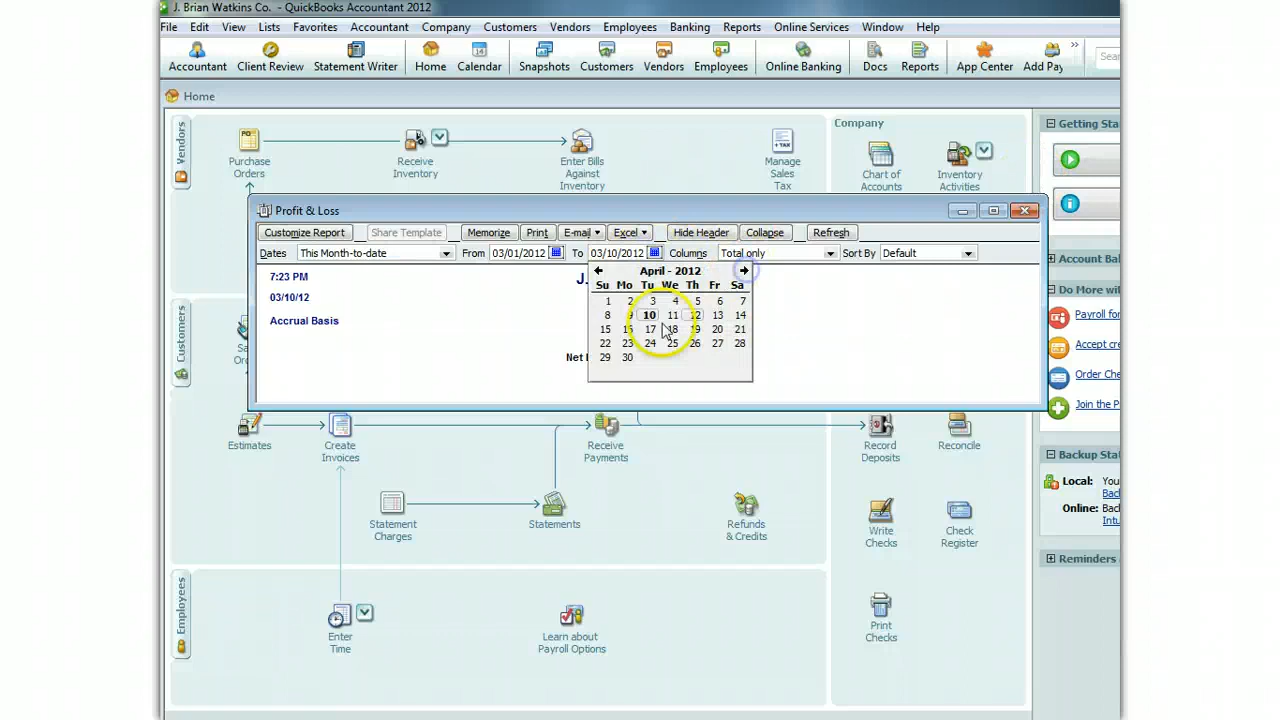 J. Brian Watkins Co. - QuickBooks Accountant 2012
File Edit View Lists Favorites Accountant Company Customers Vendors Employees Banking Reports Online Services Window Help
Accountant Client Review Statement Writer Home Calendar Snapshots Customers Vendors Employees Online Banking Docs Reports App Center Add Pay
Sear
Home
Vendors
Purchase Orders
Receive Inventory
Enter Bills Against Inventory
Manage Sales Tax
Company
Chart of Accounts
Inventory Activities
Getting Sta
Profit & Loss
Customize Report Share Template Memorize Print E-mail Excel Hide Header Collapse Refresh
Dates This Month-to-date From 03/01/2012 To 03/10/2012 Columns Total only Sort By Default
7:23 PM
03/10/12
Accrual Basis
J.
Net
April - 2012
Su Mo Tu We Th Fr Sa
1 2 3 4 5 6 7
8 9 10 11 12 13 14
15 16 17 18 19 20 21
22 23 24 25 26 27 28
29 30
Account Bal
Do More wit
Payroll for
Accept cre
Order Che
Join the P
Customers
Sa
Or
Estimates
Create Invoices
Receive Payments
Record Deposits
Reconcile
Statement Charges
Statements
Refunds & Credits
Write Checks
Check Register
Backup Stat
Local: You
Bac
Online: Bac
Intu
Reminders
Employees
Enter Time
Learn about Payroll Options
Print Checks